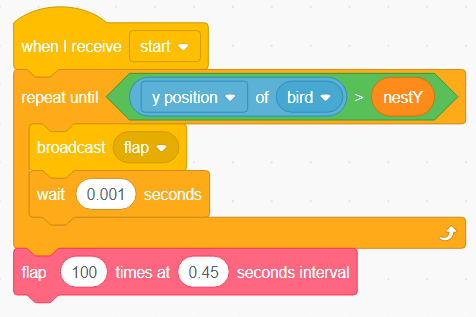 when I receive start
repeat until y position of bird > nestY
broadcast flap
wait 0.001 seconds
flap 100 times at 0.45 seconds interval